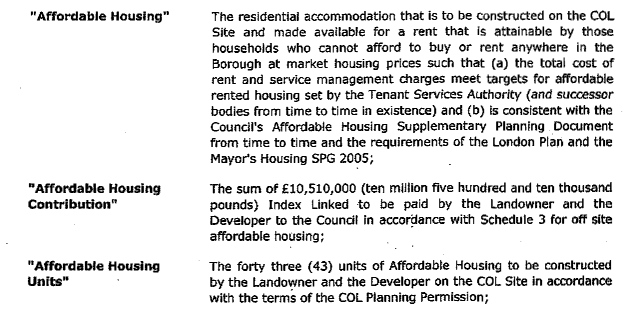 "Affordable Housing"
The residential accommodation that is to be constructed on the COL
Site and made available for a rent that is attainable by those
households who cannot afford to buy or rent anywhere in the
Borough at market housing prices such that (a) the total cost of
rent and service management charges meet targets for affordable
rented housing set by the Tenant Services Authority (and successor
bodies from time to time in existence) and (b) is consistent with the
Council's Affordable Housing Supplementary Planning Document
from time to time and the requirements of the London Plan and the
Mayor's Housing SPG 2005;
"Affordable Housing
Contribution"
The sum of £10,510,000 (ten million five hundred and ten thousand
pounds) Index Linked to be paid by the Landowner and the
Developer to the Council in accordance with Schedule 3 for off site
affordable housing;
"Affordable Housing
Units"
The forty three (43) units of Affordable Housing to be constructed
by the Landowner and the Developer on the COL Site in accordance
with the terms of the COL Planning Permission;